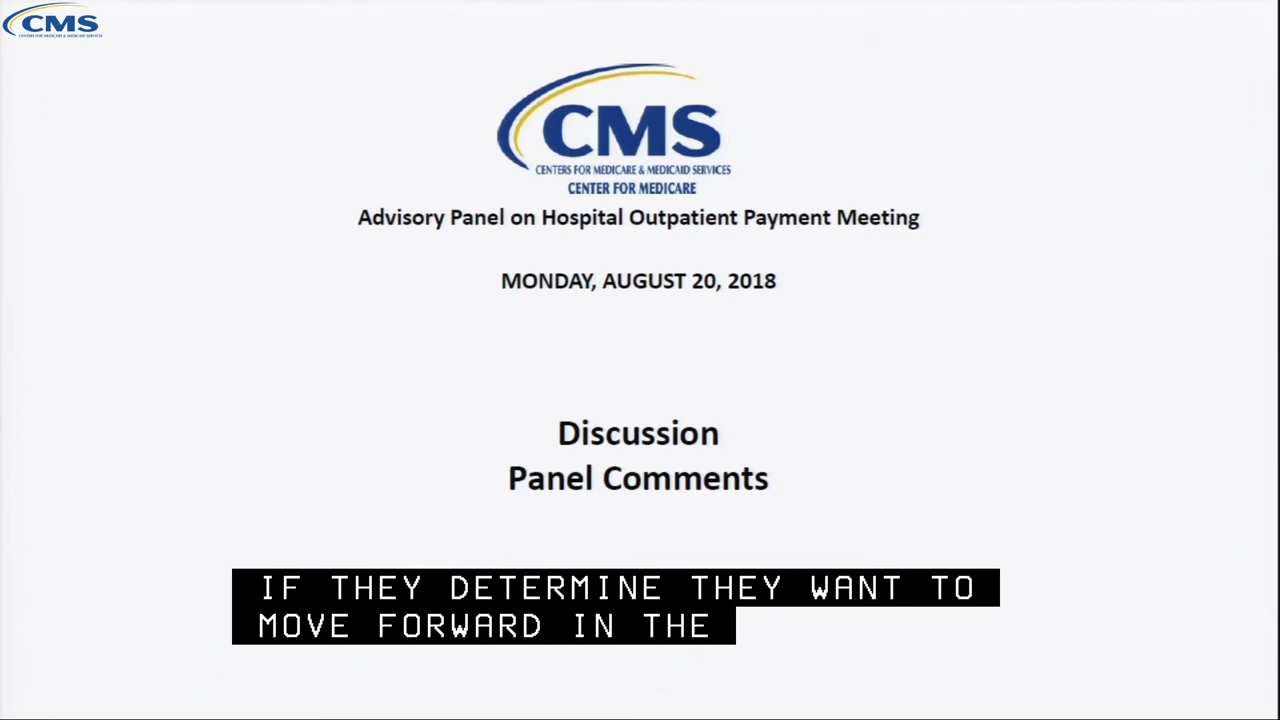 CMS
CENTERS FOR MEDICARE & MEDICAID SERVICES
CMS
CENTERS FOR MEDICARE & MEDICAID SERVICES
CENTER FOR MEDICARE
Advisory Panel on Hospital Outpatient Payment Meeting
MONDAY, AUGUST 20, 2018
Discussion
Panel Comments
IF THEY DETERMINE THEY WANT TO
MOVE FORWARD IN THE